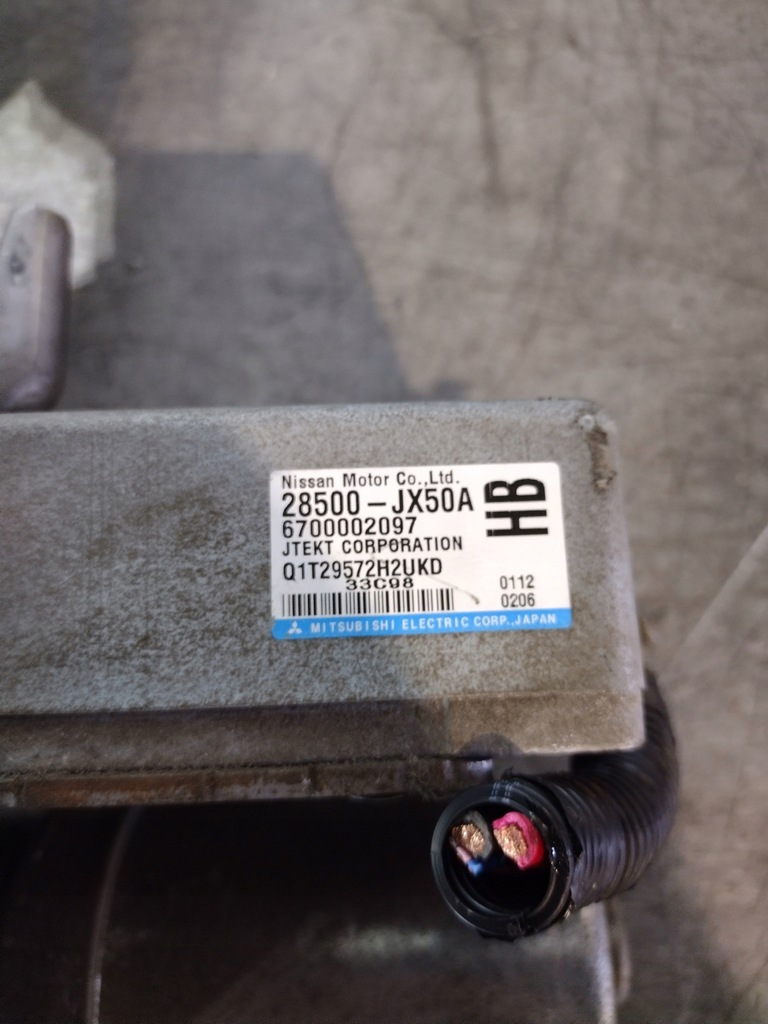 Nissan Motor Co.,Ltd.
28500-JX50A
HB
6700002097
JTEKT CORPORATION
Q1T29572H2UKD
33C98
0112
0206
MITSUBISHI ELECTRIC CORP.,JAPAN